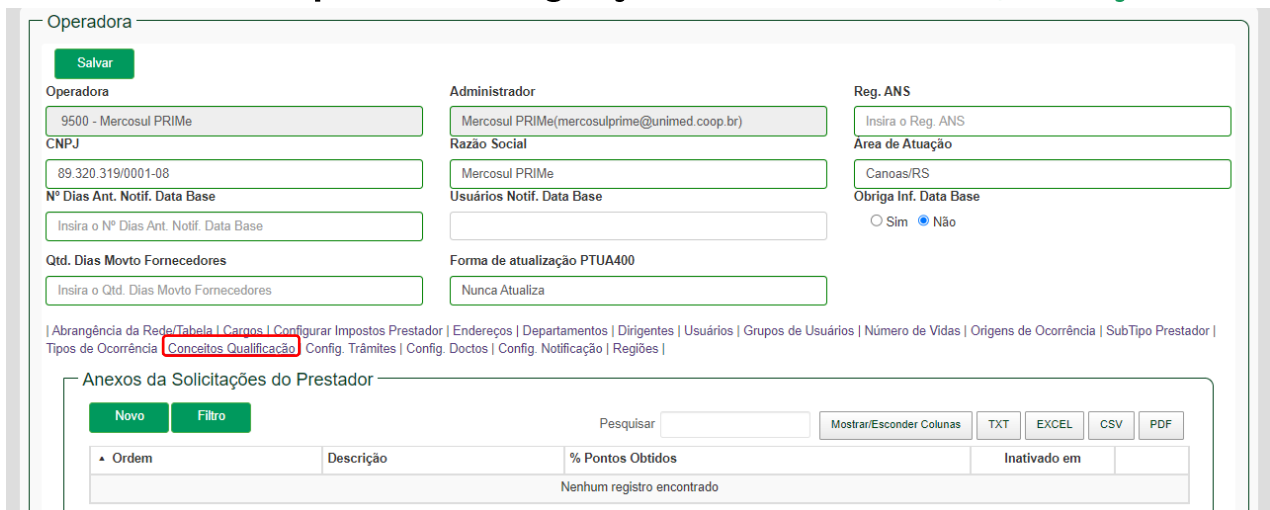 Operadora
Salvar
Operadora Administrador Reg. ANS
9500 - Mercosul PRIMe Mercosul PRIMe(mercosulprime@unimed.coop.br) Insira o Reg. ANS
CNPJ Razão Social Área de Atuação
89.320.319/0001-08 Mercosul PRIMe Canoas/RS
Nº Dias Ant. Notif. Data Base Usuários Notif. Data Base Obriga Inf. Data Base
Insira o Nº Dias Ant. Notif. Data Base Sim Não
Qtd. Dias Movto Fornecedores Forma de atualização PTUA400
Insira o Qtd. Dias Movto Fornecedores Nunca Atualiza
| Abrangência da Rede/Tabela | Cargos | Configurar Impostos Prestador | Endereços | Departamentos | Dirigentes | Usuários | Grupos de Usuários | Número de Vidas | Origens de Ocorrência | SubTipo Prestador |
Tipos de Ocorrência | Conceitos Qualificação | Config. Trâmites | Config. Doctos | Config. Notificação | Regiões |
Anexos da Solicitações do Prestador
Novo Filtro Pesquisar Mostrar/Esconder Colunas TXT EXCEL CSV PDF
Ordem Descrição % Pontos Obtidos Inativado em
Nenhum registro encontrado